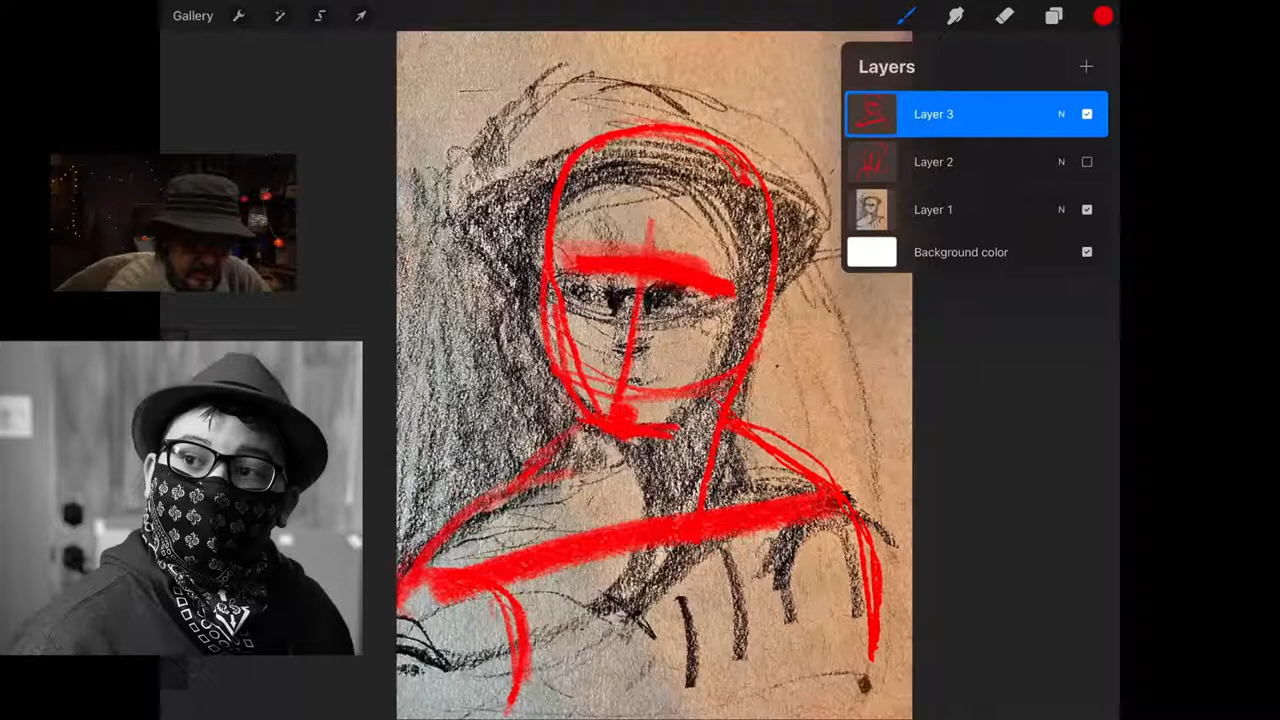 Gallery
Layers
Layer 3 N
Layer 2 N
Layer 1 N
Background color